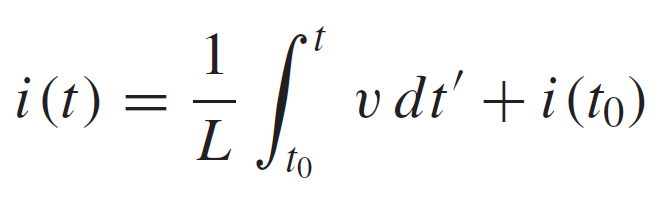 i(t) = \frac{1}{L} \int_{t_0}^{t} v \, dt' + i(t_0)